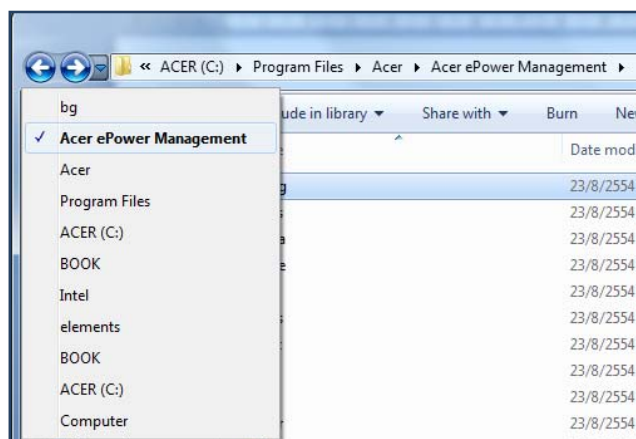 « ACER (C:) ▸ Program Files ▸ Acer ▸ Acer ePower Management ▸
ude in library ▾ Share with ▾ Burn Ne
Date mod
bg
✓ Acer ePower Management
Acer
Program Files
ACER (C:)
BOOK
Intel
elements
BOOK
ACER (C:)
Computer
23/8/2554
23/8/2554
23/8/2554
23/8/2554
23/8/2554
23/8/2554
23/8/2554
23/8/2554
23/8/2554
23/8/2554